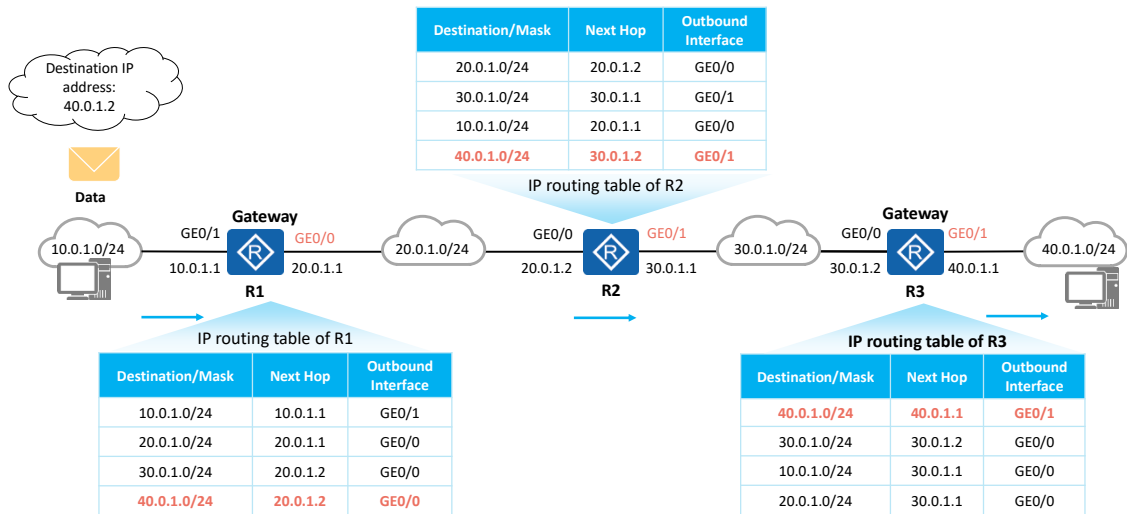 Destination/Mask Next Hop Outbound
Interface
20.0.1.0/24 20.0.1.2 GE0/0
30.0.1.0/24 30.0.1.1 GE0/1
10.0.1.0/24 20.0.1.1 GE0/0
40.0.1.0/24 30.0.1.2 GE0/1
IP routing table of R2
Destination IP
address:
40.0.1.2
Data
Gateway
Gateway
10.0.1.0/24 GE0/1 R GE0/0 20.0.1.0/24 GE0/0 R GE0/1 30.0.1.0/24 GE0/0 R GE0/1 40.0.1.0/24
10.0.1.1 20.0.1.1 20.0.1.2 30.0.1.1 30.0.1.2 40.0.1.1
R1 R2 R3
IP routing table of R1
Destination/Mask Next Hop Outbound
Interface
10.0.1.0/24 10.0.1.1 GE0/1
20.0.1.0/24 20.0.1.1 GE0/0
30.0.1.0/24 20.0.1.2 GE0/0
40.0.1.0/24 20.0.1.2 GE0/0
IP routing table of R3
Destination/Mask Next Hop Outbound
Interface
40.0.1.0/24 40.0.1.1 GE0/1
30.0.1.0/24 30.0.1.2 GE0/0
10.0.1.0/24 30.0.1.1 GE0/0
20.0.1.0/24 30.0.1.1 GE0/0